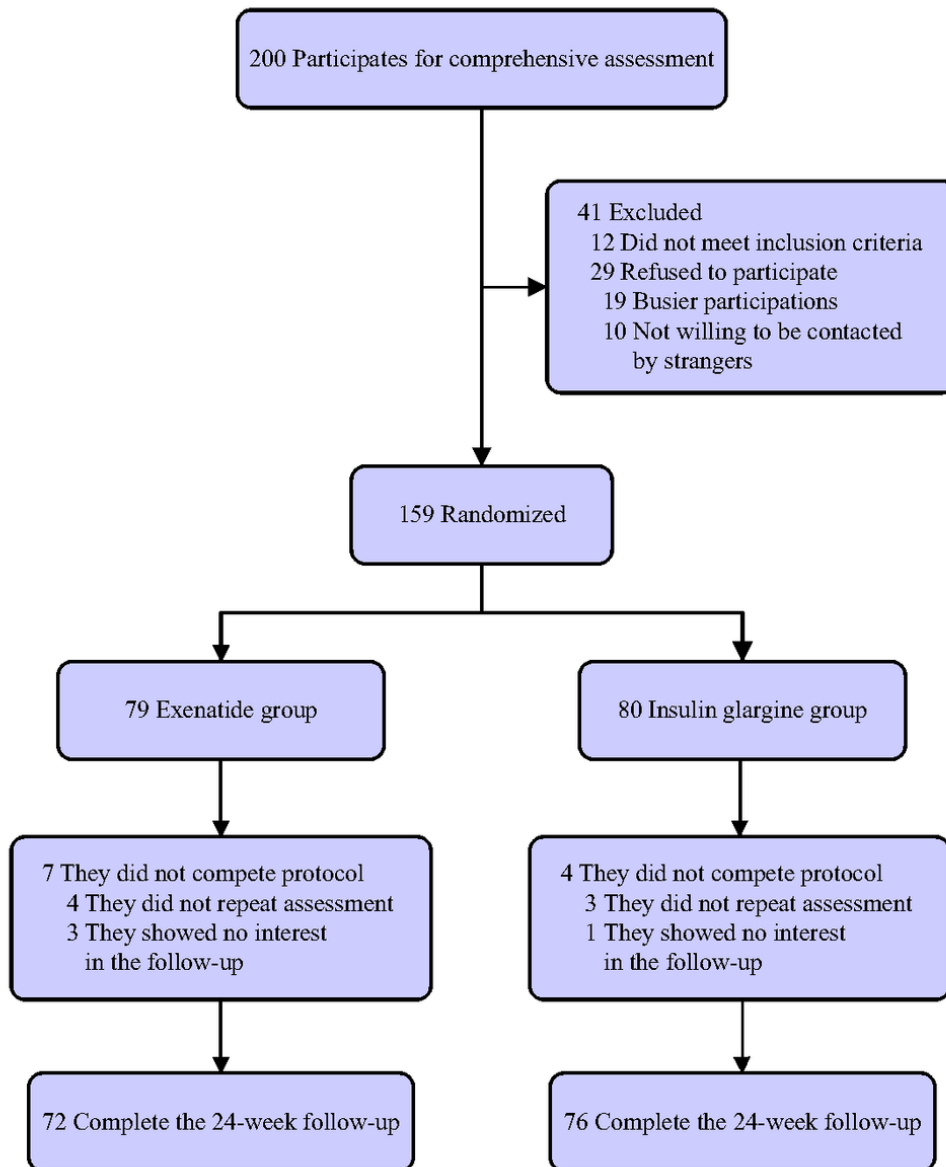 200 Participates for comprehensive assessment
41 Excluded
12 Did not meet inclusion criteria
29 Refused to participate
19 Busier participations
10 Not willing to be contacted
by strangers
159 Randomized
79 Exenatide group
80 Insulin glargine group
7 They did not compete protocol
4 They did not repeat assessment
3 They showed no interest
in the follow-up
4 They did not compete protocol
3 They did not repeat assessment
1 They showed no interest
in the follow-up
72 Complete the 24-week follow-up
76 Complete the 24-week follow-up